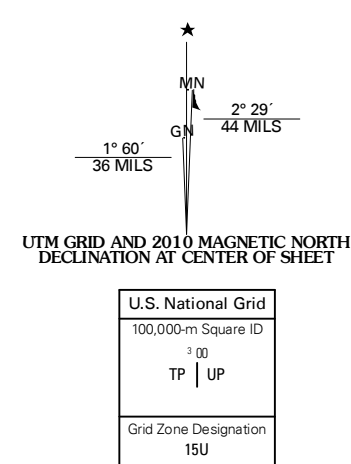 MN
GN
2° 29´
44 MILS
1° 60´
36 MILS
UTM GRID AND 2010 MAGNETIC NORTH
DECLINATION AT CENTER OF SHEET
U.S. National Grid
100,000-m Square ID
3 00
TP | UP
Grid Zone Designation
15U